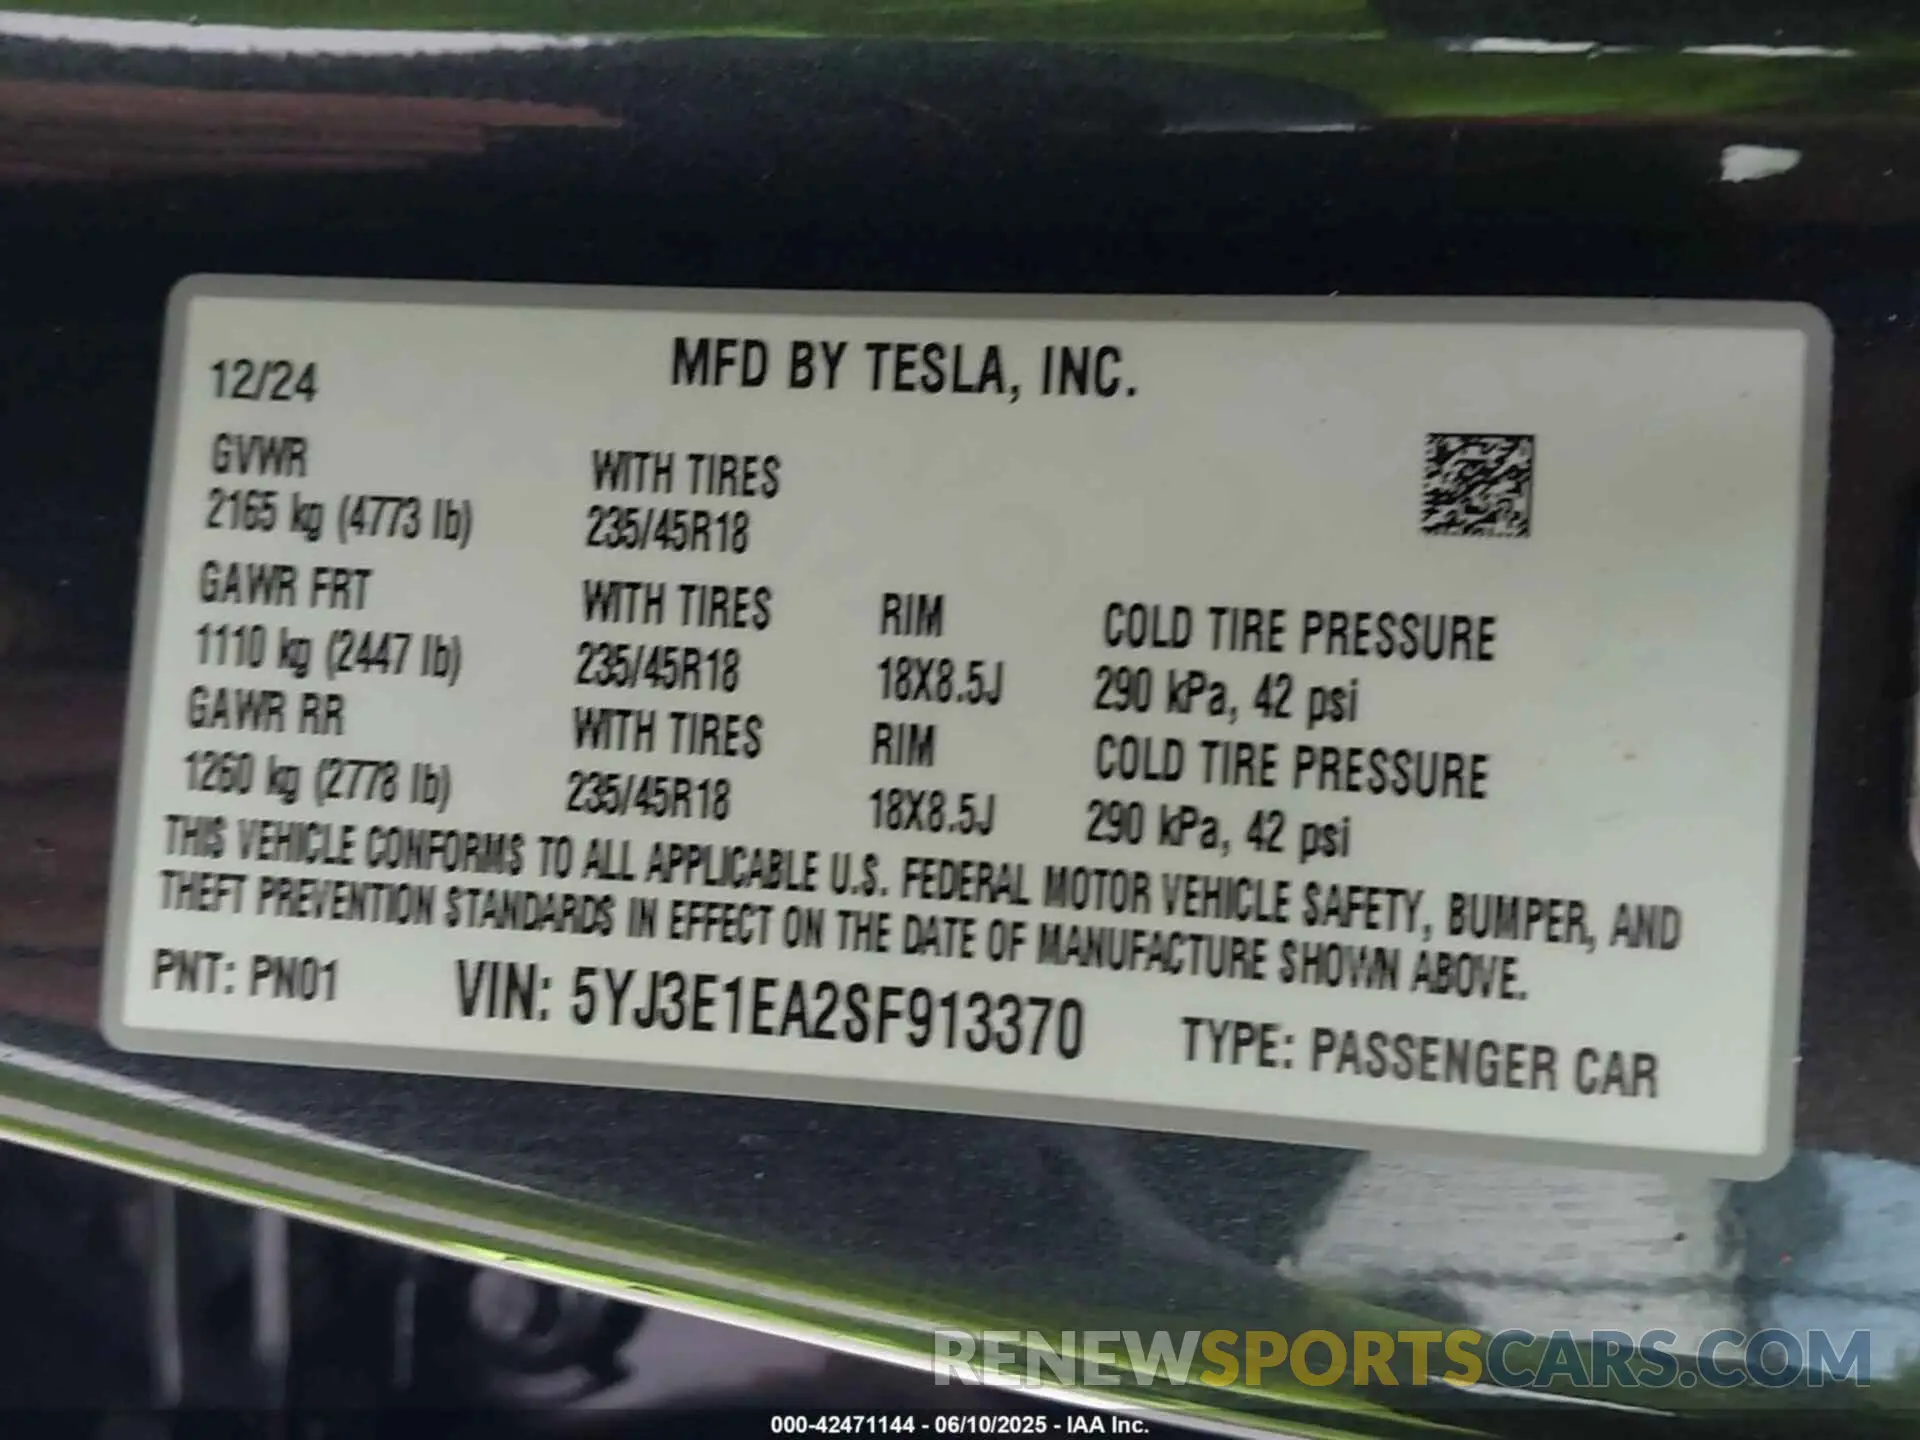 MFD BY TESLA, INC.
12/24
GVWR WITH TIRES
2165 kg (4773 lb) 235/45R18
GAWR FRT WITH TIRES RIM COLD TIRE PRESSURE
1110 kg (2447 lb) 235/45R18 18X8.5J 290 kPa, 42 psi
GAWR RR WITH TIRES RIM COLD TIRE PRESSURE
1260 kg (2778 lb) 235/45R18 18X8.5J 290 kPa, 42 psi
THIS VEHICLE CONFORMS TO ALL APPLICABLE U.S. FEDERAL MOTOR VEHICLE SAFETY, BUMPER, AND
THEFT PREVENTION STANDARDS IN EFFECT ON THE DATE OF MANUFACTURE SHOWN ABOVE.
PNT: PN01 VIN: 5YJ3E1EA2SF913370 TYPE: PASSENGER CAR
RENEWSPORTSCARS.COM
000-42471144 - 06/10/2025 - IAA Inc.